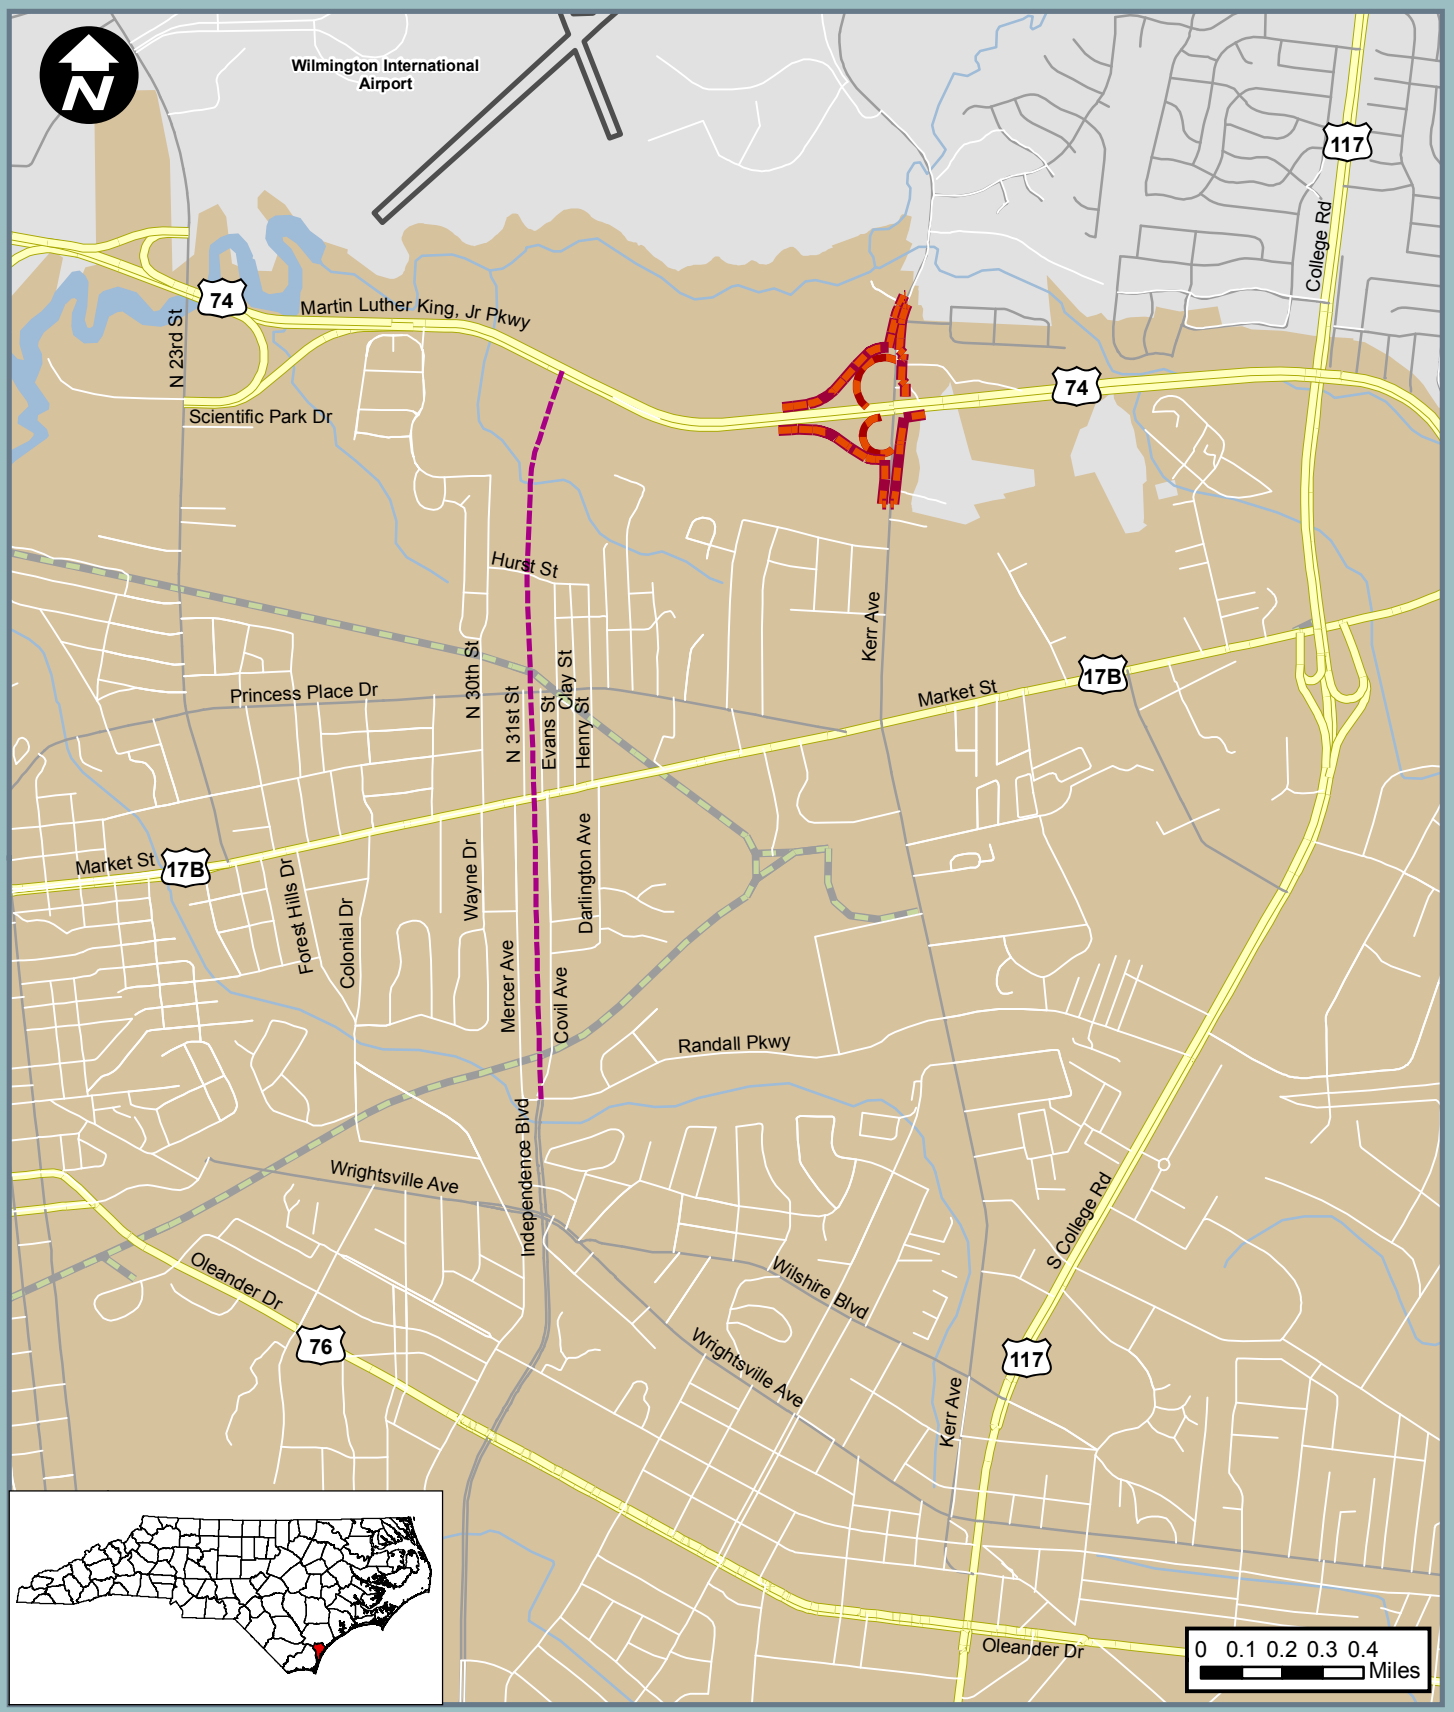 N
Wilmington International
Airport
117
College Rd
74
Martin Luther King, Jr Pkwy
N 23rd St
74
Scientific Park Dr
Hurst St
Kerr Ave
N 30th St
Clay St
17B
Princess Place Dr
N 31st St
Evans St
Henry St
Market St
Market St
17B
Forest Hills Dr
Colonial Dr
Wayne Dr
Darlington Ave
Mercer Ave
Covil Ave
Randall Pkwy
Independence Blvd
Wrightsville Ave
S College Rd
Oleander Dr
Wilshire Blvd
76
Wrightsville Ave
117
Kerr Ave
Oleander Dr
0 0.1 0.2 0.3 0.4
Miles